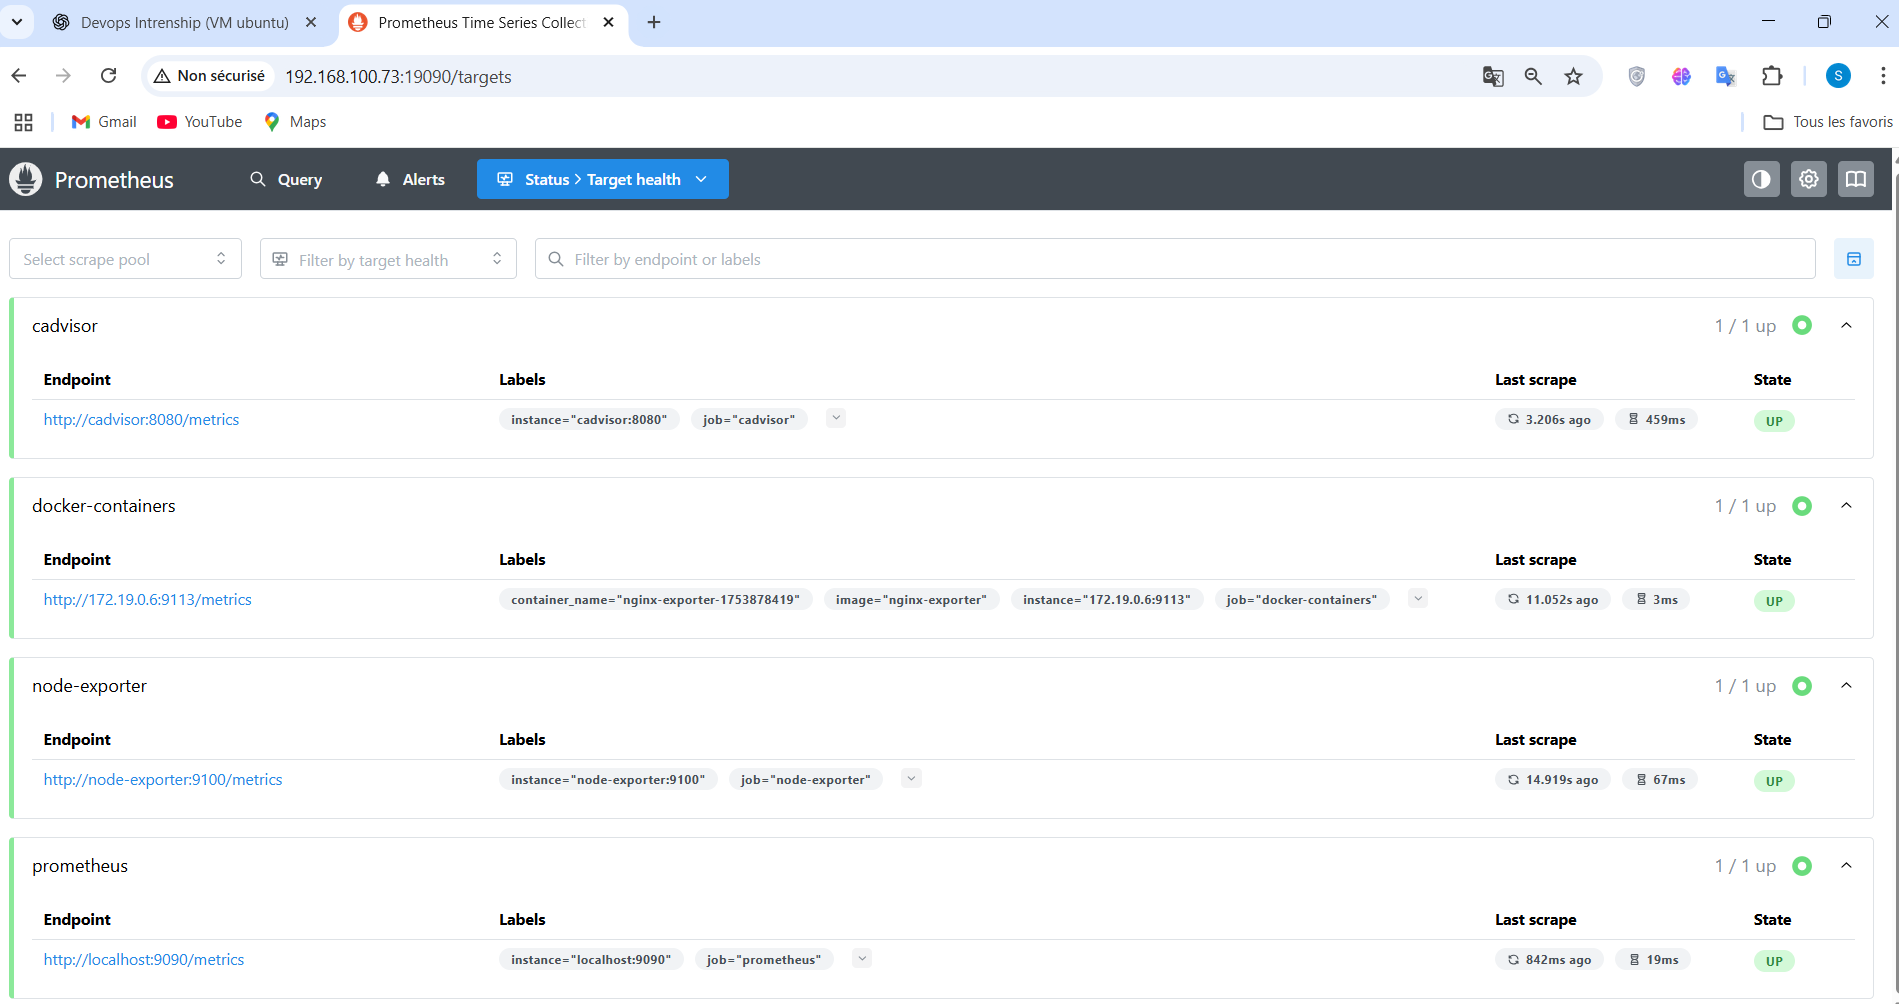 Devops Intrenship (VM ubuntu)
Prometheus Time Series Collect
Non sécurisé
192.168.100.73:19090/targets
S
Gmail
YouTube
Maps
Tous les favoris
Prometheus
Query
Alerts
Status > Target health
Select scrape pool
Filter by target health
Filter by endpoint or labels
cadvisor
1 / 1 up
Endpoint Labels Last scrape State
http://cadvisor:8080/metrics instance="cadvisor:8080" job="cadvisor" 3.206s ago 459ms UP
docker-containers
1 / 1 up
Endpoint Labels Last scrape State
http://172.19.0.6:9113/metrics container_name="nginx-exporter-1753878419" image="nginx-exporter" instance="172.19.0.6:9113" job="docker-containers" 11.052s ago 3ms UP
node-exporter
1 / 1 up
Endpoint Labels Last scrape State
http://node-exporter:9100/metrics instance="node-exporter:9100" job="node-exporter" 14.919s ago 67ms UP
prometheus
1 / 1 up
Endpoint Labels Last scrape State
http://localhost:9090/metrics instance="localhost:9090" job="prometheus" 842ms ago 19ms UP